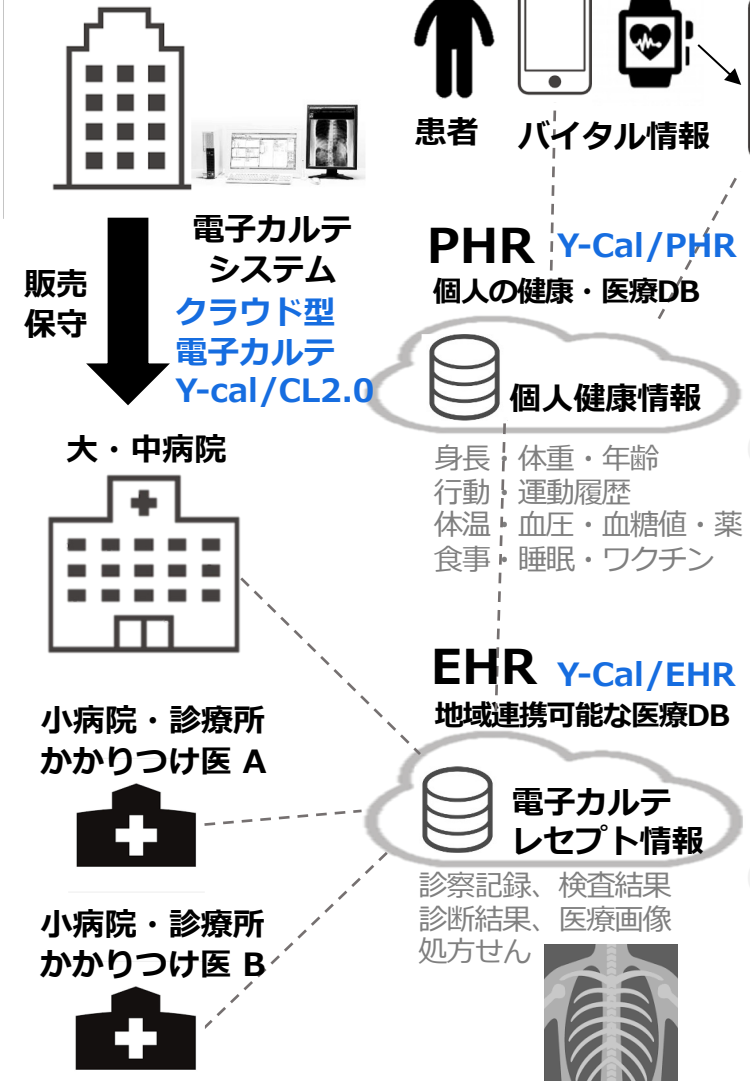 患者
バイタル情報
電子カルテ
システム
クラウド型
電子カルテ
Y-cal/CL2.0
販売
保守
PHR Y-Cal/PHR
個人の健康・医療DB
個人健康情報
身長・体重・年齢
行動・運動履歴
体温・血圧・血糖値・薬
食事・睡眠・ワクチン
大・中病院
EHR Y-Cal/EHR
地域連携可能な医療DB
電子カルテ
レセプト情報
診察記録、検査結果
診断結果、医療画像
処方せん
小病院・診療所
かかりつけ医 A
小病院・診療所
かかりつけ医 B